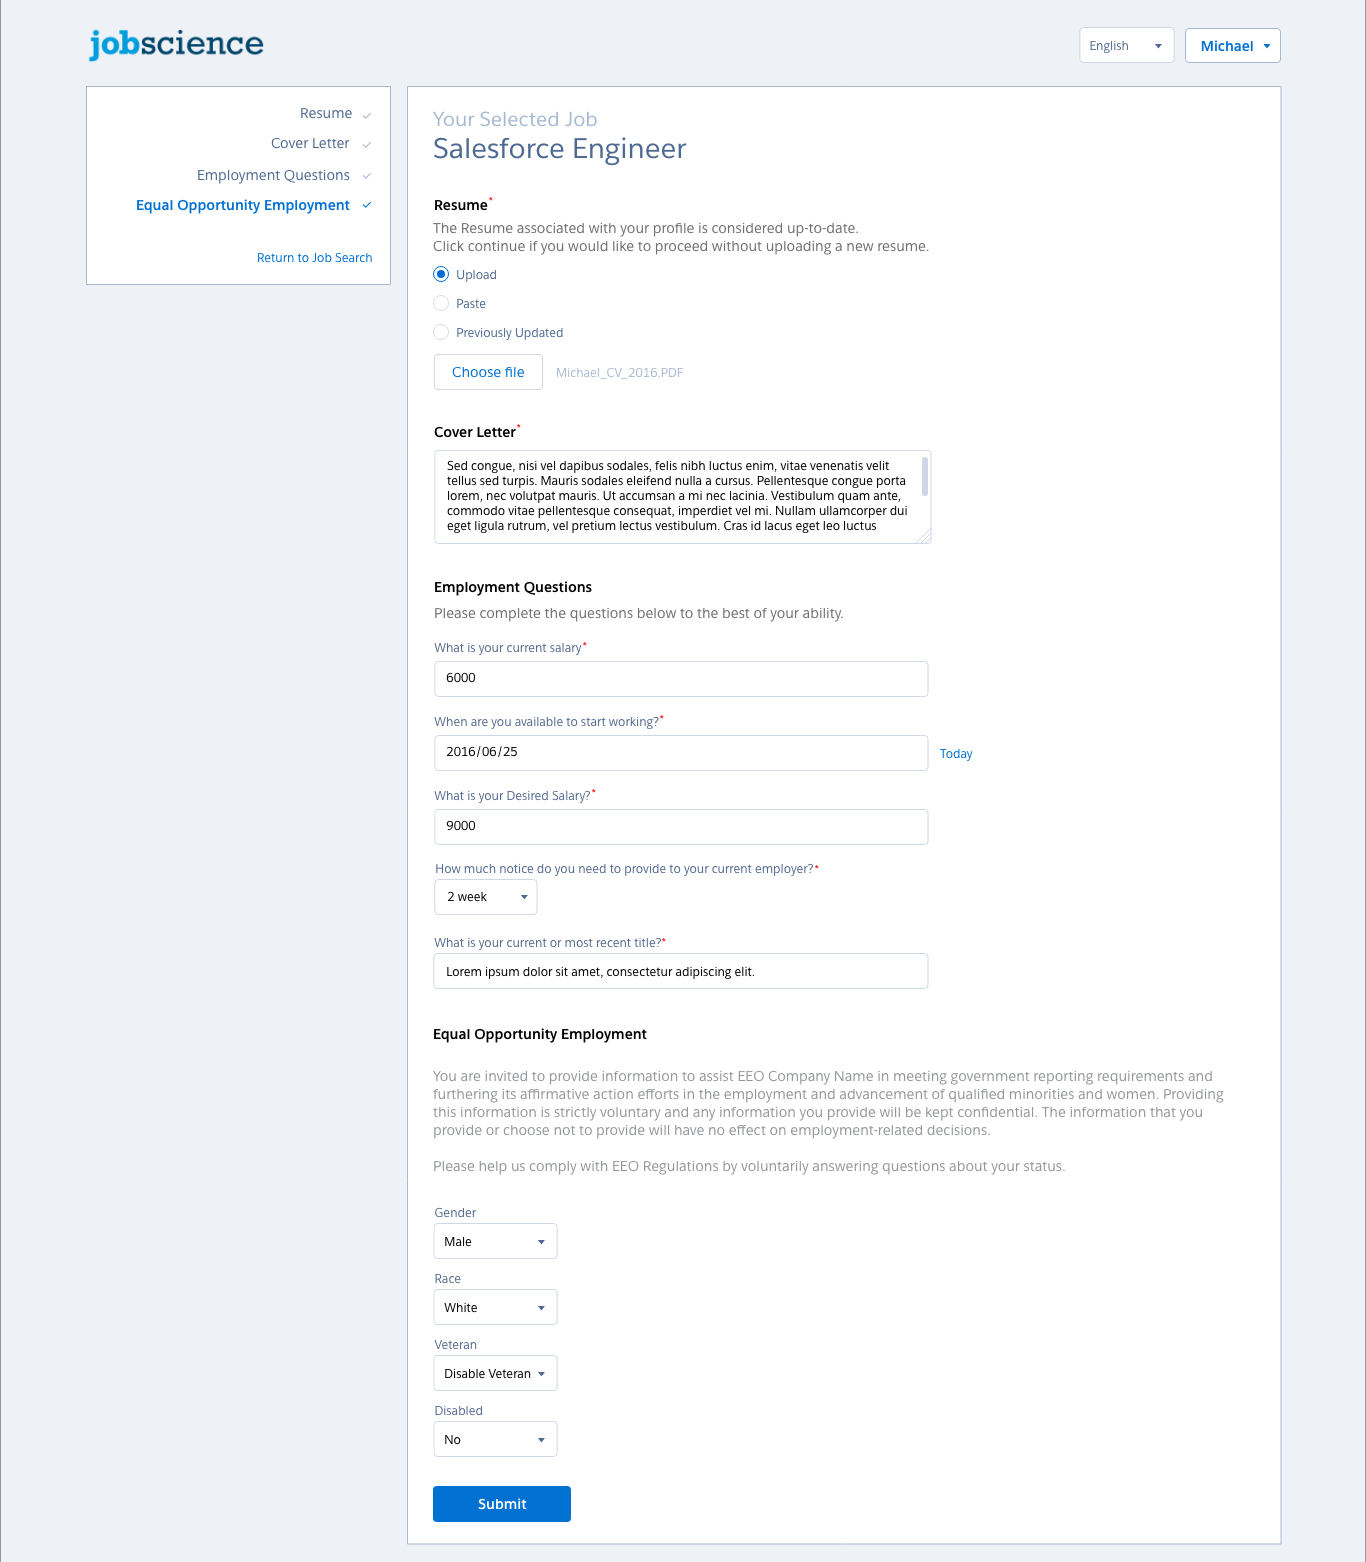 jobscience
English
Michael
Resume
Cover Letter
Employment Questions
Equal Opportunity Employment
Return to Job Search
Your Selected Job
Salesforce Engineer
Resume*
The Resume associated with your profile is considered up-to-date.
Click continue if you would like to proceed without uploading a new resume.
Upload
Paste
Previously Updated
Choose file Michael_CV_2016.PDF
Cover Letter*
Sed congue, nisi vel dapibus sodales, felis nibh luctus enim, vitae venenatis velit
tellus sed turpis. Mauris sodales eleifend nulla a cursus. Pellentesque congue porta
lorem, nec volutpat mauris. Ut accumsan a mi nec lacinia. Vestibulum quam ante,
commodo vitae pellentesque consequat, imperdiet vel mi. Nullam ullamcorper dui
eget ligula rutrum, vel pretium lectus vestibulum. Cras id lacus eget leo luctus
Employment Questions
Please complete the questions below to the best of your ability.
What is your current salary*
6000
When are you available to start working?*
2016/06/25 Today
What is your Desired Salary?*
9000
How much notice do you need to provide to your current employer?*
2 week
What is your current or most recent title?*
Lorem ipsum dolor sit amet, consectetur adipiscing elit.
Equal Opportunity Employment
You are invited to provide information to assist EEO Company Name in meeting government reporting requirements and
furthering its affirmative action efforts in the employment and advancement of qualified minorities and women. Providing
this information is strictly voluntary and any information you provide will be kept confidential. The information that you
provide or choose not to provide will have no effect on employment-related decisions.
Please help us comply with EEO Regulations by voluntarily answering questions about your status.
Gender
Male
Race
White
Veteran
Disable Veteran
Disabled
No
Submit